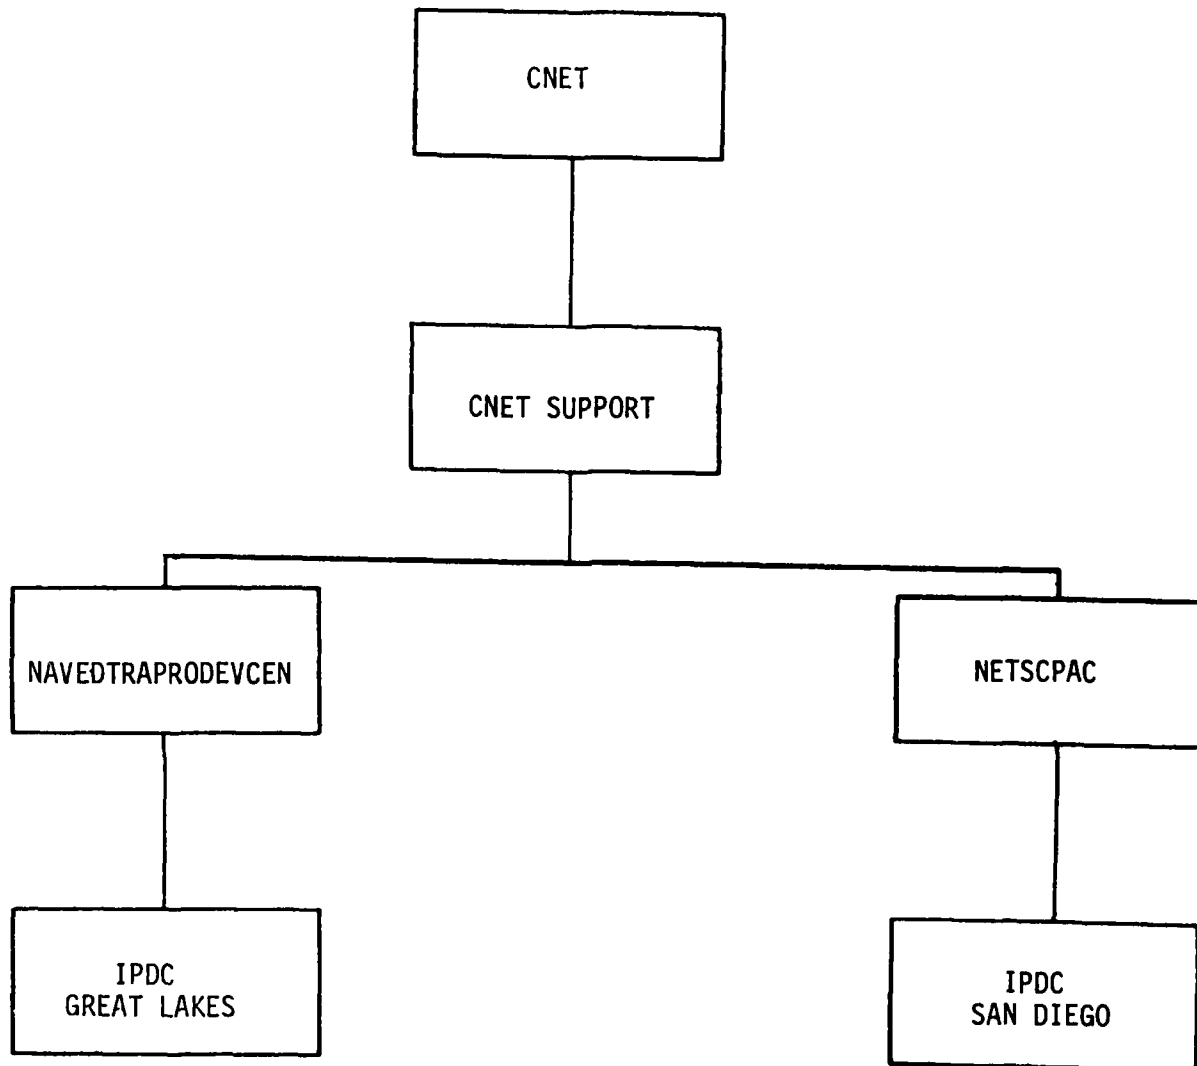 CNET
CNET SUPPORT
NAVEDTRAPRODEVCEN
NETSCPAC
IPDC
GREAT LAKES
IPDC
SAN DIEGO